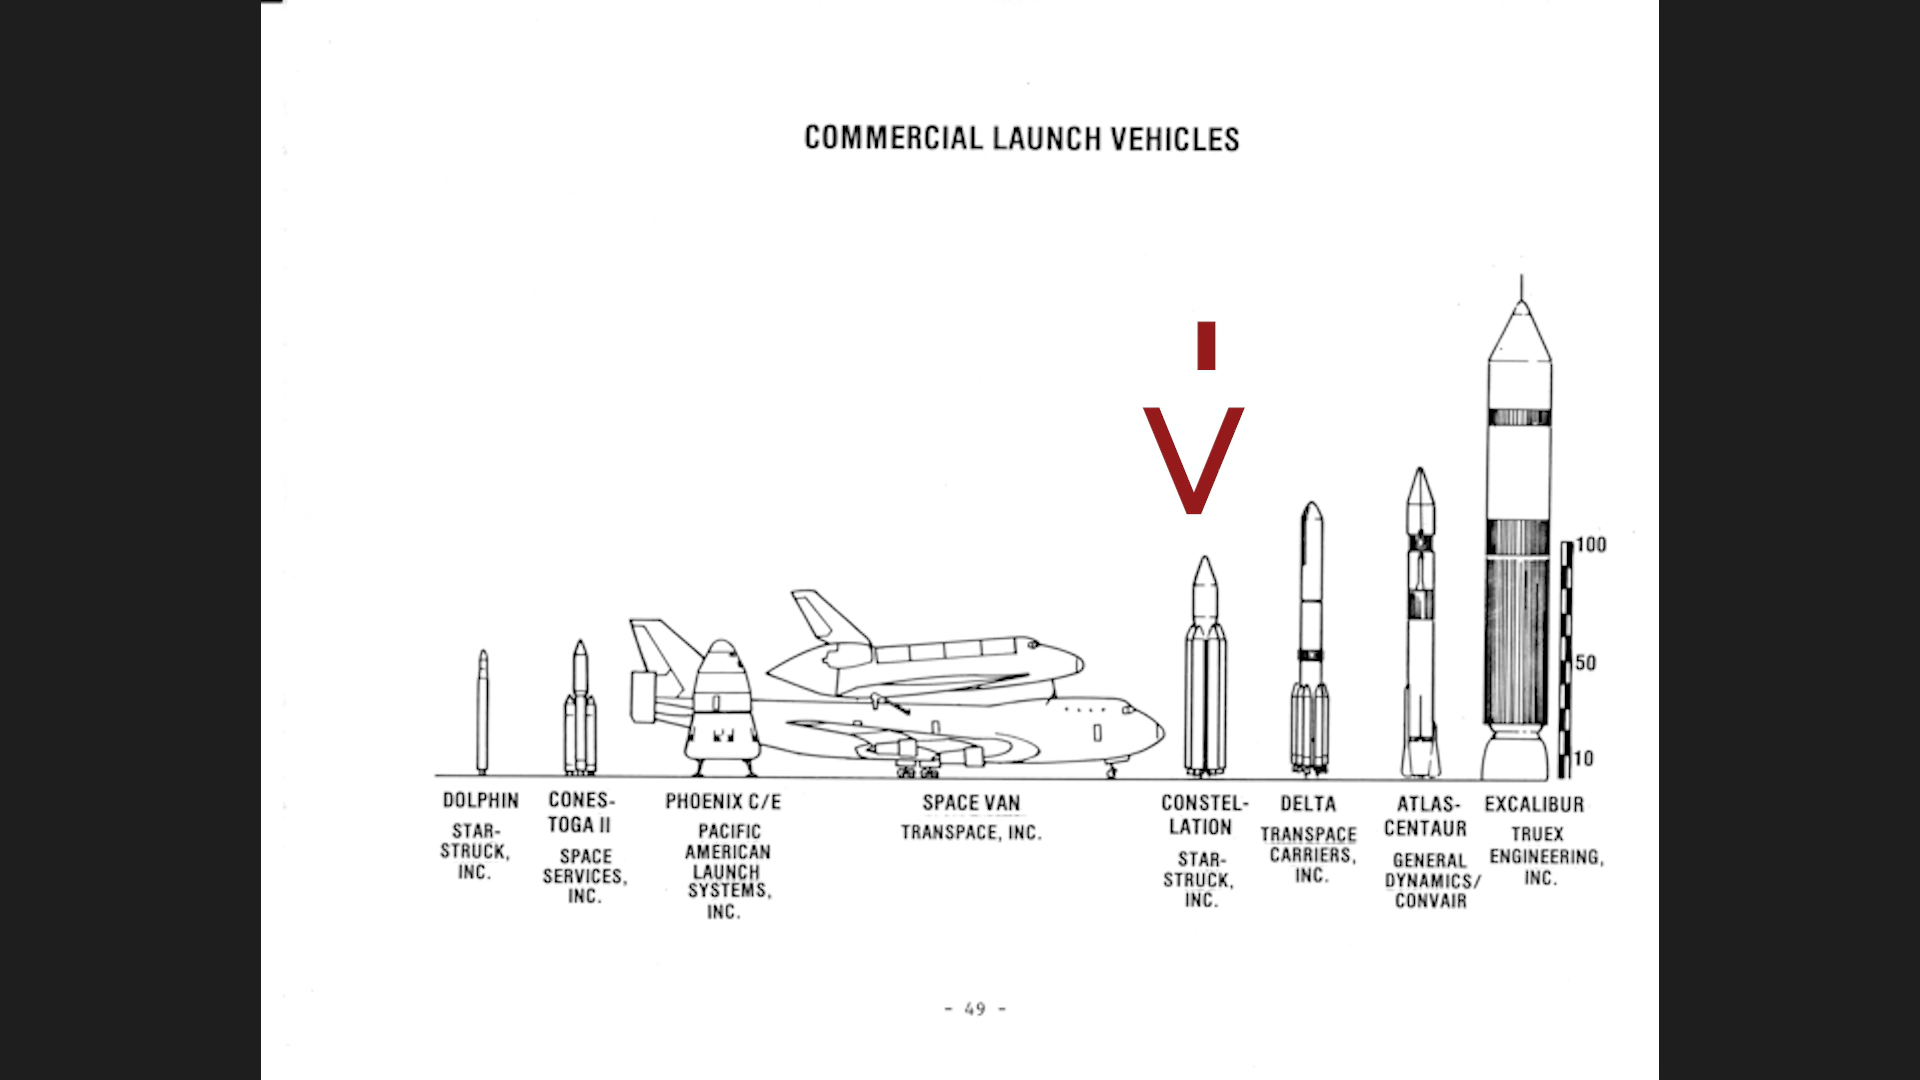 COMMERCIAL LAUNCH VEHICLES
100
50
10
DOLPHIN
STAR-
STRUCK,
INC.
CONES-
TOGA II
SPACE
SERVICES,
INC.
PHOENIX C/E
PACIFIC
AMERICAN
LAUNCH
SYSTEMS,
INC.
SPACE VAN
TRANSPACE, INC.
CONSTEL-
LATION
STAR-
STRUCK,
INC.
DELTA
TRANSPACE
CARRIERS,
INC.
ATLAS-
CENTAUR
GENERAL
DYNAMICS/
CONVAIR
EXCALIBUR
TRUEX
ENGINEERING,
INC.
- 49 -